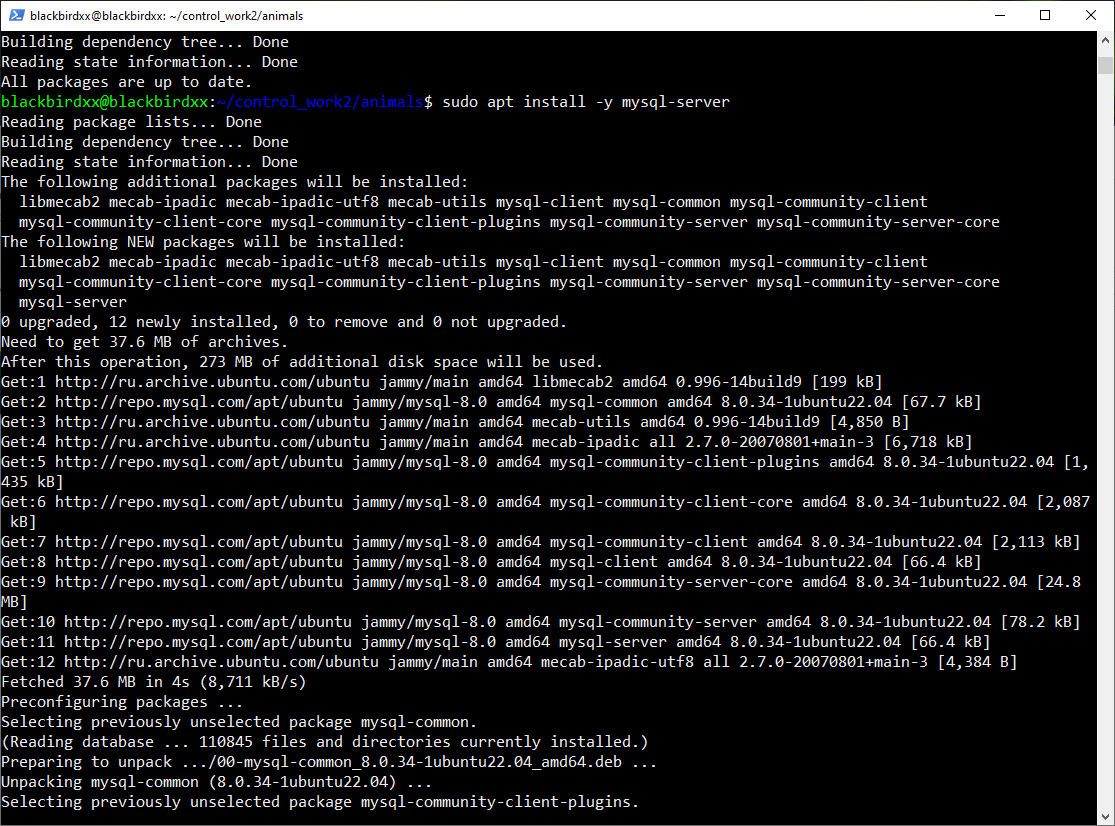 blackbirdxx@blackbirdxx: ~/control_work2/animals
Building dependency tree... Done
Reading state information... Done
All packages are up to date.
blackbirdxx@blackbirdxx:~/control_work2/animals$ sudo apt install -y mysql-server
Reading package lists... Done
Building dependency tree... Done
Reading state information... Done
The following additional packages will be installed:
  libmecab2 mecab-ipadic mecab-ipadic-utf8 mecab-utils mysql-client mysql-common mysql-community-client
  mysql-community-client-core mysql-community-client-plugins mysql-community-server mysql-community-server-core
The following NEW packages will be installed:
  libmecab2 mecab-ipadic mecab-ipadic-utf8 mecab-utils mysql-client mysql-common mysql-community-client
  mysql-community-client-core mysql-community-client-plugins mysql-community-server mysql-community-server-core
  mysql-server
0 upgraded, 12 newly installed, 0 to remove and 0 not upgraded.
Need to get 37.6 MB of archives.
After this operation, 273 MB of additional disk space will be used.
Get:1 http://ru.archive.ubuntu.com/ubuntu jammy/main amd64 libmecab2 amd64 0.996-14build9 [199 kB]
Get:2 http://repo.mysql.com/apt/ubuntu jammy/mysql-8.0 amd64 mysql-common amd64 8.0.34-1ubuntu22.04 [67.7 kB]
Get:3 http://ru.archive.ubuntu.com/ubuntu jammy/main amd64 mecab-utils amd64 0.996-14build9 [4,850 B]
Get:4 http://ru.archive.ubuntu.com/ubuntu jammy/main amd64 mecab-ipadic all 2.7.0-20070801+main-3 [6,718 kB]
Get:5 http://repo.mysql.com/apt/ubuntu jammy/mysql-8.0 amd64 mysql-community-client-plugins amd64 8.0.34-1ubuntu22.04 [1,
435 kB]
Get:6 http://repo.mysql.com/apt/ubuntu jammy/mysql-8.0 amd64 mysql-community-client-core amd64 8.0.34-1ubuntu22.04 [2,087
 kB]
Get:7 http://repo.mysql.com/apt/ubuntu jammy/mysql-8.0 amd64 mysql-community-client amd64 8.0.34-1ubuntu22.04 [2,113 kB]
Get:8 http://repo.mysql.com/apt/ubuntu jammy/mysql-8.0 amd64 mysql-client amd64 8.0.34-1ubuntu22.04 [66.4 kB]
Get:9 http://repo.mysql.com/apt/ubuntu jammy/mysql-8.0 amd64 mysql-community-server-core amd64 8.0.34-1ubuntu22.04 [24.8
MB]
Get:10 http://repo.mysql.com/apt/ubuntu jammy/mysql-8.0 amd64 mysql-community-server amd64 8.0.34-1ubuntu22.04 [78.2 kB]
Get:11 http://repo.mysql.com/apt/ubuntu jammy/mysql-8.0 amd64 mysql-server amd64 8.0.34-1ubuntu22.04 [66.4 kB]
Get:12 http://ru.archive.ubuntu.com/ubuntu jammy/main amd64 mecab-ipadic-utf8 all 2.7.0-20070801+main-3 [4,384 B]
Fetched 37.6 MB in 4s (8,711 kB/s)
Preconfiguring packages ...
Selecting previously unselected package mysql-common.
(Reading database ... 110845 files and directories currently installed.)
Preparing to unpack .../00-mysql-common_8.0.34-1ubuntu22.04_amd64.deb ...
Unpacking mysql-common (8.0.34-1ubuntu22.04) ...
Selecting previously unselected package mysql-community-client-plugins.